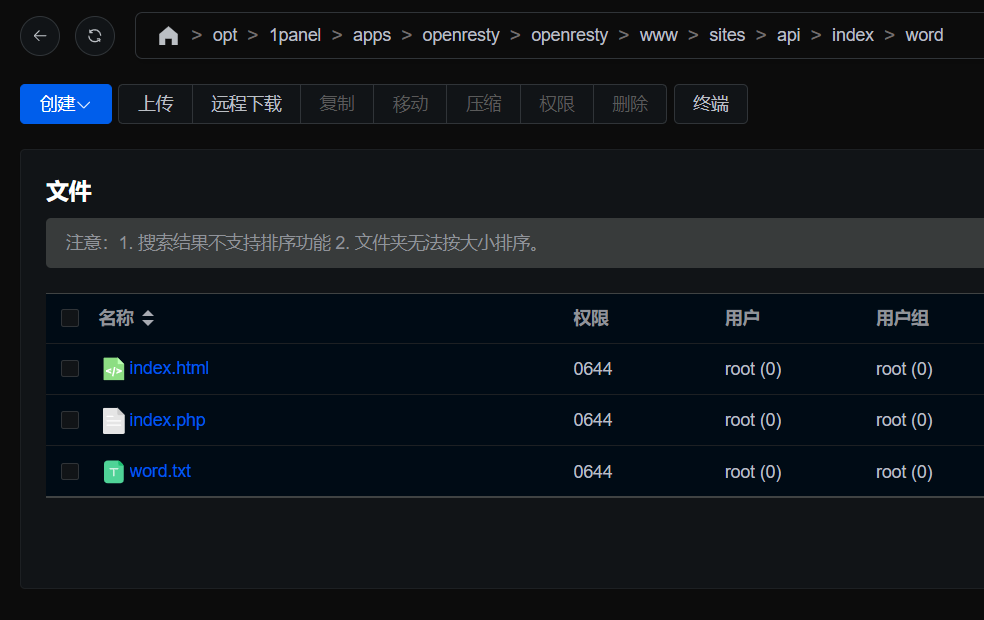 > opt > 1panel > apps > openresty > openresty > www > sites > api > index > word
创建 上传 远程下载 复制 移动 压缩 权限 删除 终端
文件
注意：1. 搜索结果不支持排序功能 2. 文件夹无法按大小排序。
名称 权限 用户 用户组
index.html 0644 root (0) root (0)
index.php 0644 root (0) root (0)
word.txt 0644 root (0) root (0)